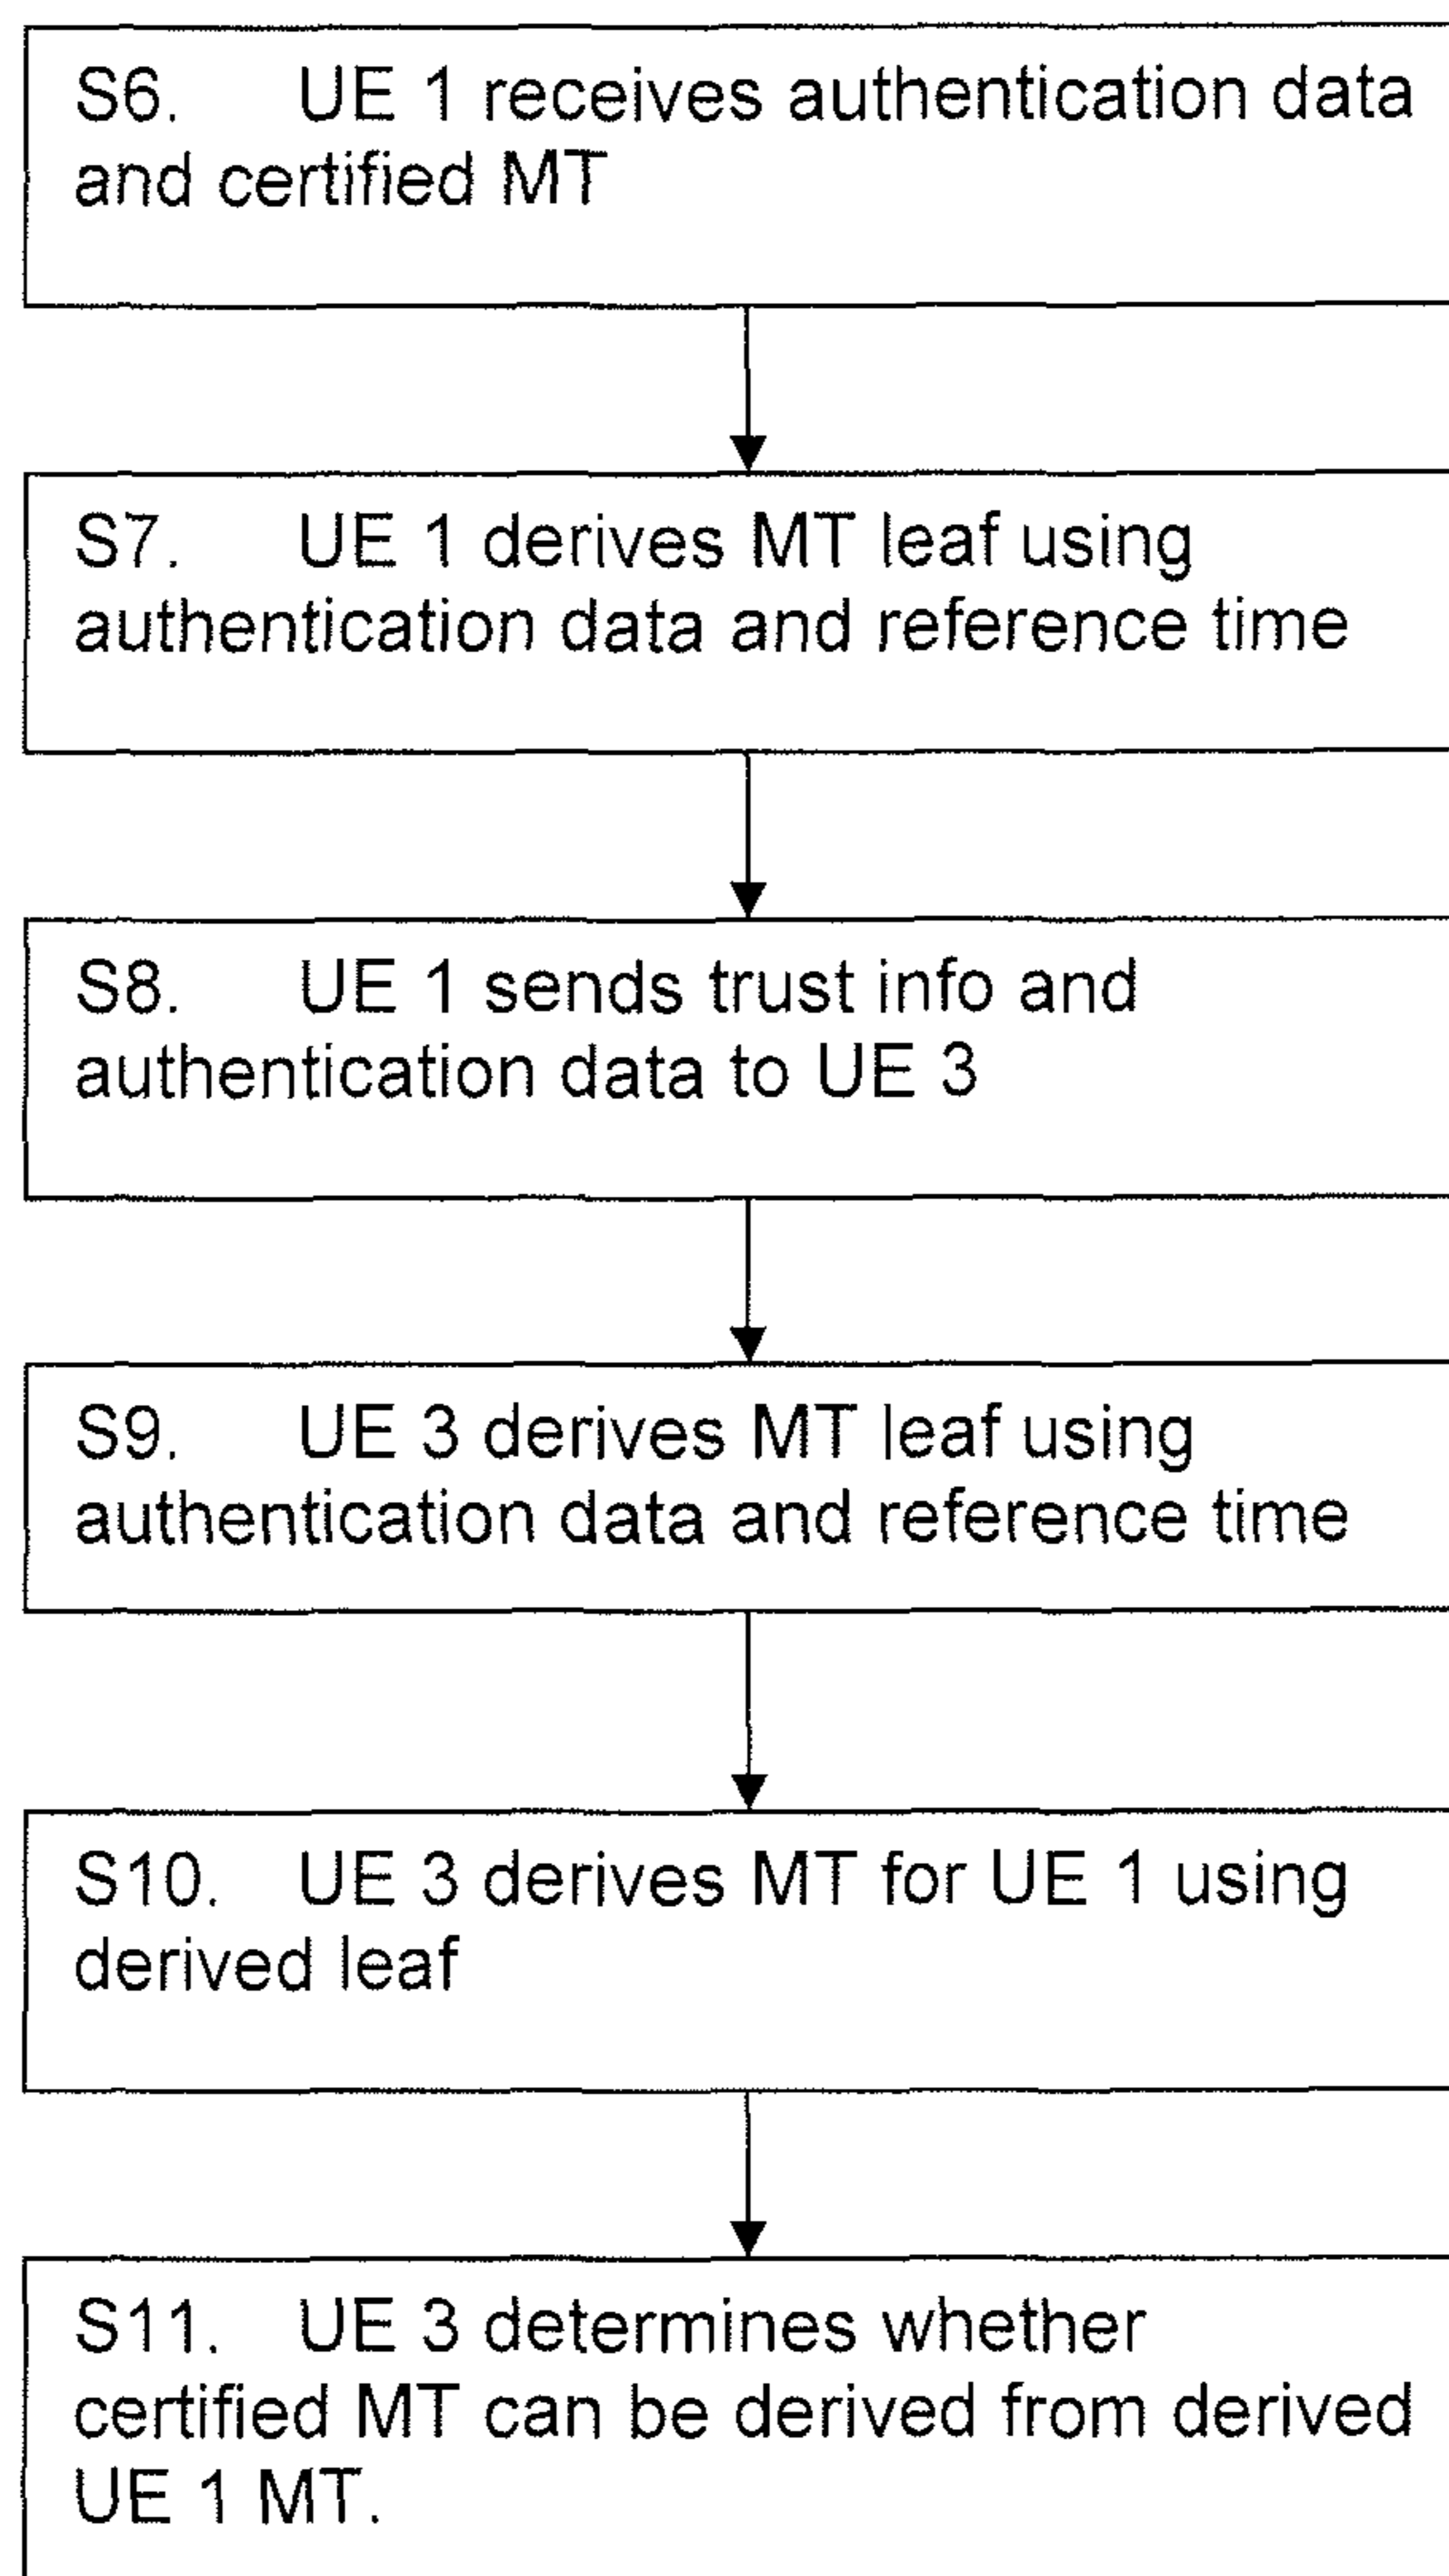 S6. UE 1 receives authentication data
and certified MT
S7. UE 1 derives MT leaf using
authentication data and reference time
S8. UE 1 sends trust info and
authentication data to UE 3
S9. UE 3 derives MT leaf using
authentication data and reference time
S10. UE 3 derives MT for UE 1 using
derived leaf
S11. UE 3 determines whether
certified MT can be derived from derived
UE 1 MT.